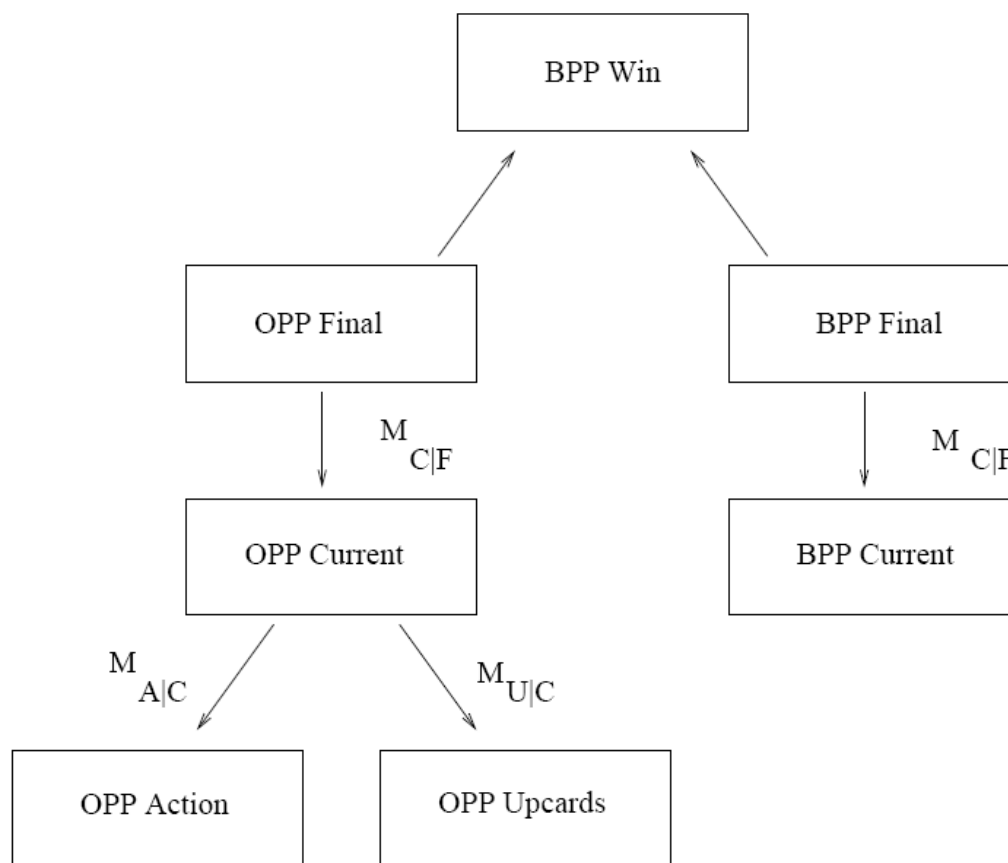 BPP Win
OPP Final
BPP Final
M
C|F
M
C|F
OPP Current
BPP Current
M
A|C
M
U|C
OPP Action
OPP Upcards